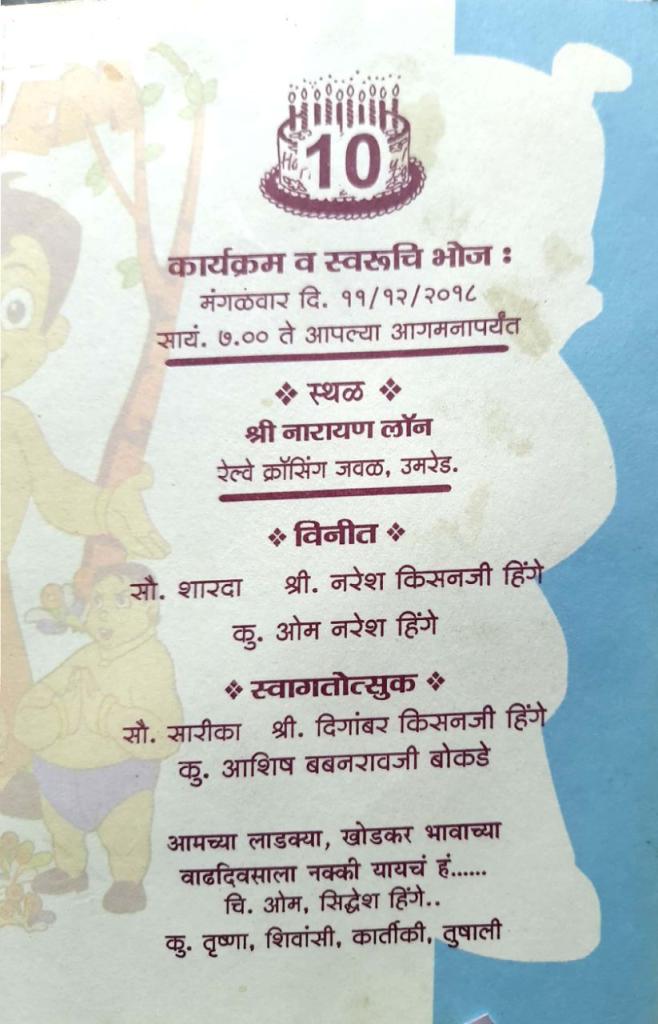 10
कार्यक्रम व स्वरूचि भोज :
मंगळवार दि. ११/१२/२०१८
सायं. ७.०० ते आपल्या आगमनापर्यंत
❖ स्थळ ❖
श्री नारायण लॉन
रेल्वे क्रॉसिंग जवळ, उमरेड.
❖ विनीत ❖
सौ. शारदा श्री. नरेश किसनजी हिंगे
कु. ओम नरेश हिंगे
❖ स्वागतोत्सुक ❖
सौ. सारीका श्री. दिगांबर किसनजी हिंगे
कु. आशिष बबनरावजी बोकडे
आमच्या लाडक्या, खोडकर भावाच्या
वाढदिवसाला नक्की यायचं हं......
चि. ओम, सिद्धेश हिंगे..
कु. तृष्णा, शिवांसी, कार्तीकी, तुषाली